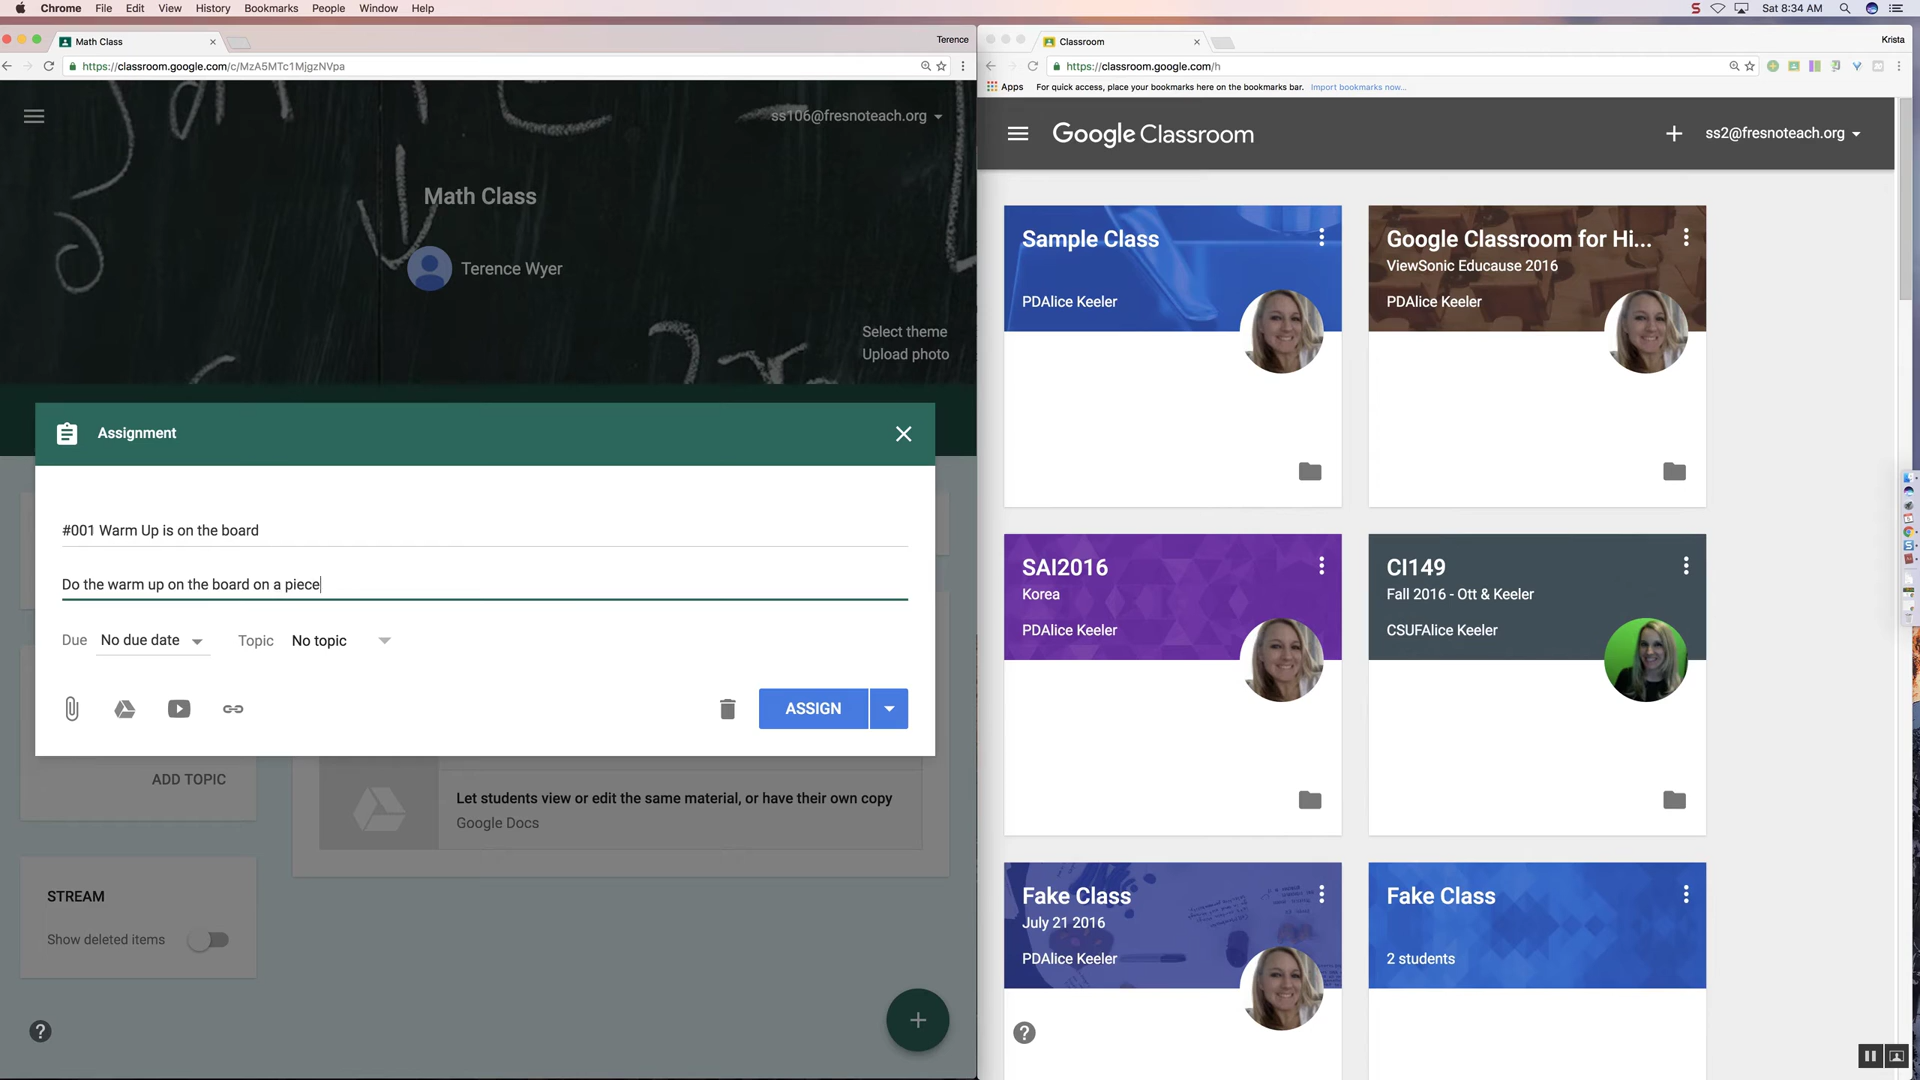 Chrome File Edit View History Bookmarks People Window Help
Sat 8:34 AM
Math Class
Terence
https://classroom.google.com/c/MzA5MTc1MjgzNVpa
ss106@fresnoteach.org
Math Class
Terence Wyer
Select theme
Upload photo
Assignment
#001 Warm Up is on the board
Do the warm up on the board on a piece
Due No due date Topic No topic
ASSIGN
ADD TOPIC
Let students view or edit the same material, or have their own copy
Google Docs
STREAM
Show deleted items
Classroom
Krista
https://classroom.google.com/h
Apps For quick access, place your bookmarks here on the bookmarks bar. Import bookmarks now...
Google Classroom
ss2@fresnoteach.org
Sample Class
PDAlice Keeler
Google Classroom for Hi...
ViewSonic Educause 2016
PDAlice Keeler
SAI2016
Korea
PDAlice Keeler
CI149
Fall 2016 - Ott & Keeler
CSUFAlice Keeler
Fake Class
July 21 2016
PDAlice Keeler
Fake Class
2 students